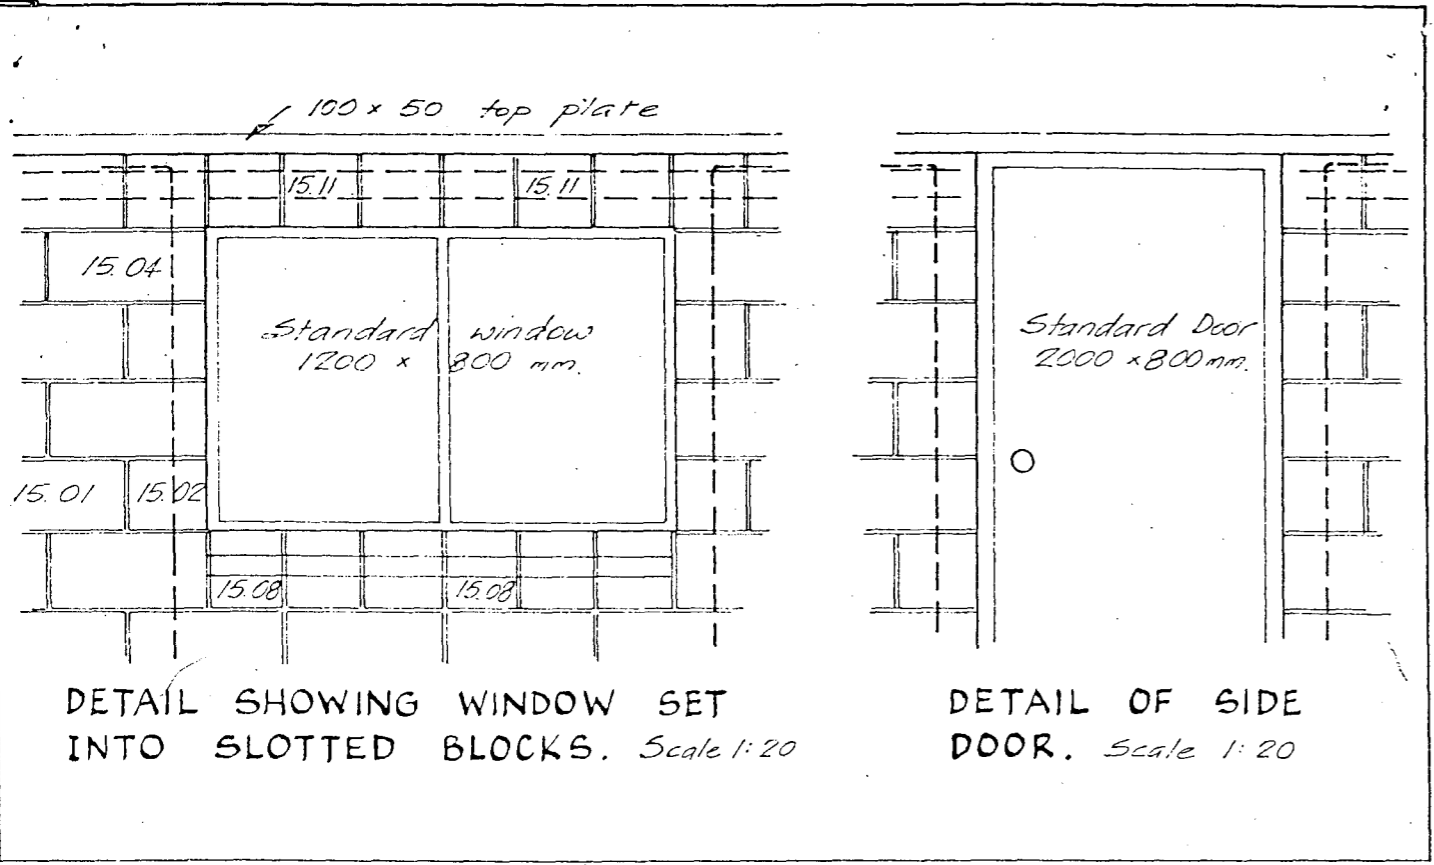 100 x 50 top plate
15.11 15.11
15.04
Standard window
1200 x 800 mm.
15.01 15.02
15.08 15.08
DETAIL SHOWING WINDOW SET
INTO SLOTTED BLOCKS. Scale 1:20
Standard Door
2000 x 800 mm.
DETAIL OF SIDE
DOOR. Scale 1:20